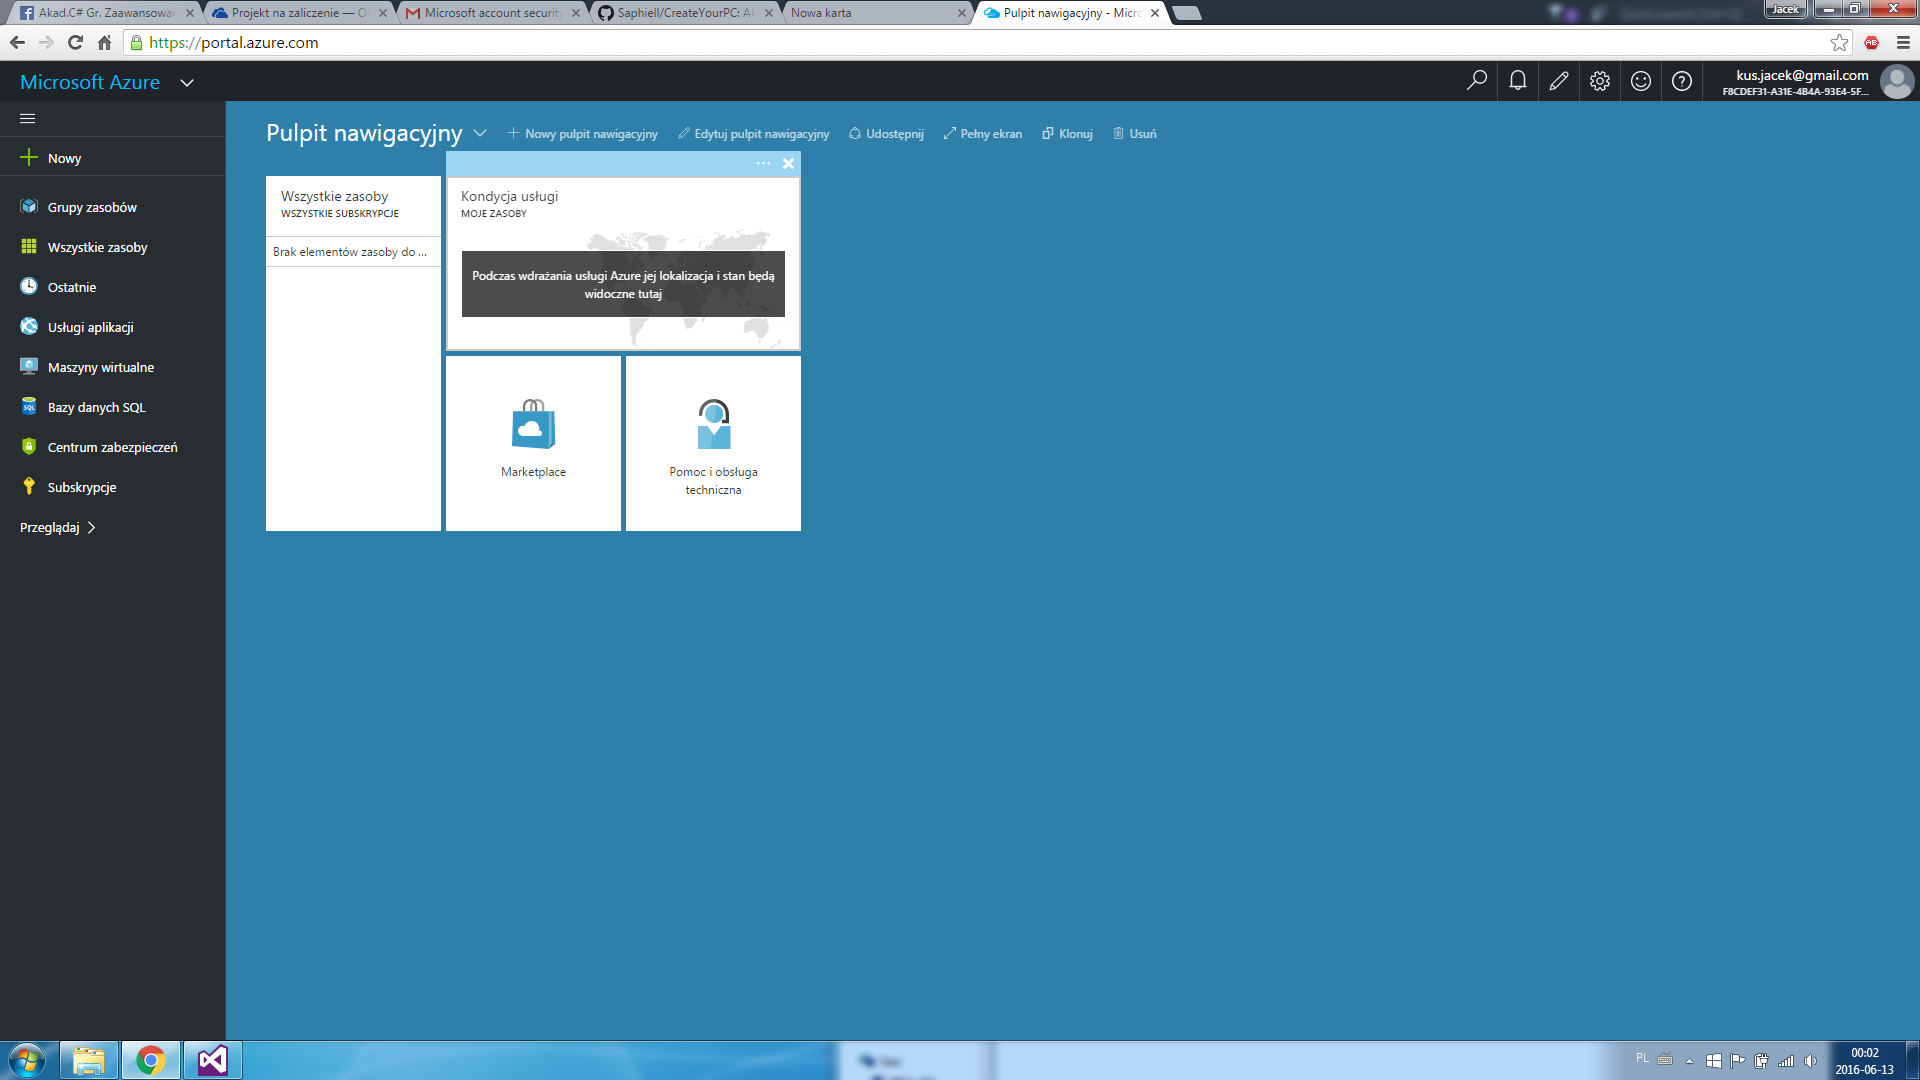 Akad.C# Gr. Zaawansowan
Projekt na zaliczenie — O
Microsoft account security
Saphiell/CreateYourPC: Ak
Nowa karta
Pulpit nawigacyjny - Micro
Jacek
https://portal.azure.com
Microsoft Azure
kus.jacek@gmail.com
F8CDEF31-A31E-4B4A-93E4-5F...
Pulpit nawigacyjny
Nowy pulpit nawigacyjny
Edytuj pulpit nawigacyjny
Udostępnij
Pełny ekran
Klonuj
Usuń
Nowy
Grupy zasobów
Wszystkie zasoby
Ostatnie
Usługi aplikacji
Maszyny wirtualne
Bazy danych SQL
Centrum zabezpieczeń
Subskrypcje
Przeglądaj
Wszystkie zasoby
WSZYSTKIE SUBSKRYPCJE
Brak elementów zasoby do ...
Kondycja usługi
MOJE ZASOBY
Podczas wdrażania usługi Azure jej lokalizacja i stan będą
widoczne tutaj
Marketplace
Pomoc i obsługa
techniczna
PL
00:02
2016-06-13